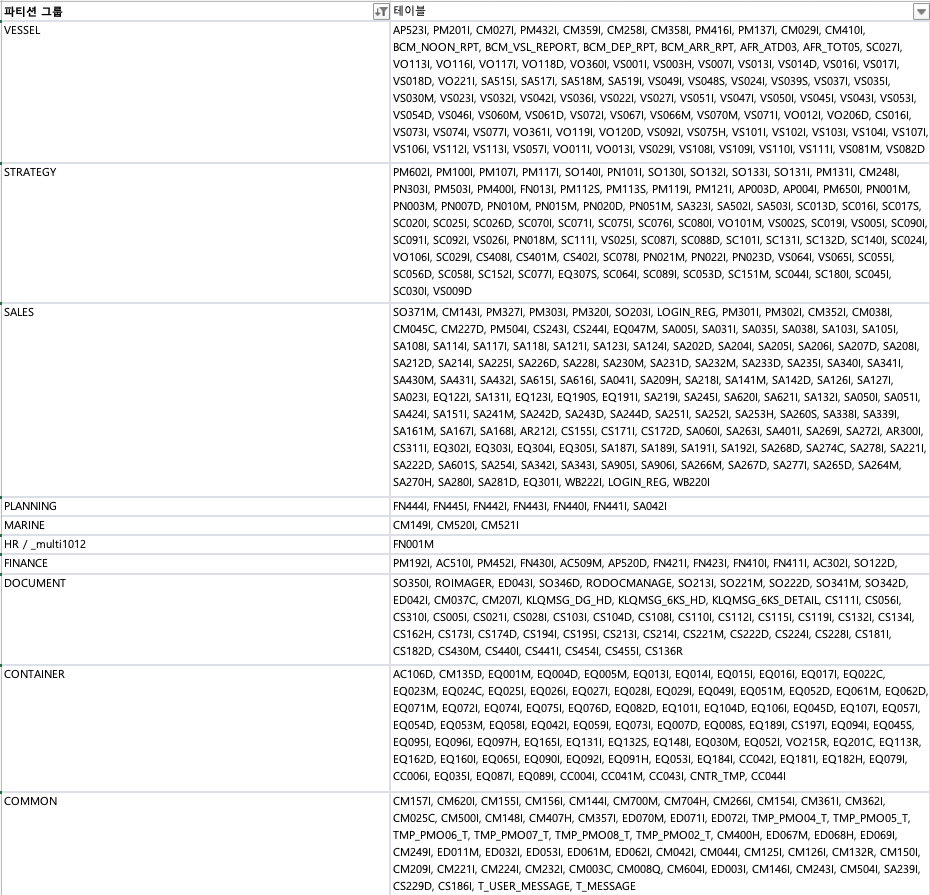 파티션 그룹 테이블
VESSEL AP523I, PM201I, CM027I, PM432I, CM359I, CM258I, CM358I, PM416I, PM137I, CM029I, CM410I,
BCM_NOON_RPT, BCM_VSL_REPORT, BCM_DEP_RPT, BCM_ARR_RPT, AFR_ATD03, AFR_TOT05, SC027I,
VO113I, VO116I, VO117I, VO118D, VO360I, VS001I, VS003H, VS007I, VS013I, VS014D, VS016I, VS017I,
VS018D, VO221I, SA515I, SA517I, SA518M, SA519I, VS049I, VS048S, VS024I, VS039S, VS037I, VS035I,
VS030M, VS023I, VS032I, VS042I, VS036I, VS022I, VS027I, VS051I, VS047I, VS050I, VS045I, VS043I, VS053I,
VS054D, VS046I, VS060M, VS061D, VS072I, VS067I, VS066M, VS070M, VS071I, VO012I, VO206D, CS016I,
VS073I, VS074I, VS077I, VO361I, VO119I, VO120D, VS092I, VS075H, VS101I, VS102I, VS103I, VS104I, VS107I,
VS106I, VS112I, VS113I, VS057I, VO011I, VO013I, VS029I, VS108I, VS109I, VS110I, VS111I, VS081M, VS082D
STRATEGY PM602I, PM100I, PM107I, PM117I, SO140I, PN101I, SO130I, SO132I, SO133I, SO131I, PM131I, CM248I,
PN303I, PM503I, PM400I, FN013I, PM112S, PM113S, PM119I, PM121I, AP003D, AP004I, PM650I, PN001M,
PN003M, PN007D, PN010M, PN015M, PN020D, PN051M, SA323I, SA502I, SA503I, SC013D, SC016I, SC017S,
SC020I, SC025I, SC026D, SC070I, SC071I, SC075I, SC076I, SC080I, VO101M, VS002S, SC019I, VS005I, SC090I,
SC091I, SC092I, VS026I, PN018M, SC111I, VS025I, SC087I, SC088D, SC101I, SC131I, SC132D, SC140I, SC024I,
VO106I, SC029I, CS408I, CS401M, CS402I, SC078I, PN021M, PN022I, PN023D, VS064I, VS065I, SC055I,
SC056D, SC058I, SC152I, SC077I, EQ307S, SC064I, SC089I, SC053D, SC151M, SC044I, SC180I, SC045I,
SC030I, VS009D
SALES SO371M, CM143I, PM327I, PM303I, PM320I, SO203I, LOGIN_REG, PM301I, PM302I, CM352I, CM038I,
CM045C, CM227D, PM504I, CS243I, CS244I, EQ047M, SA005I, SA031I, SA035I, SA038I, SA103I, SA105I,
SA108I, SA114I, SA117I, SA118I, SA121I, SA123I, SA124I, SA202D, SA204I, SA205I, SA206I, SA207D, SA208I,
SA212D, SA214I, SA225I, SA226D, SA228I, SA230M, SA231D, SA232M, SA233D, SA235I, SA340I, SA341I,
SA430M, SA431I, SA432I, SA615I, SA616I, SA041I, SA209H, SA218I, SA141M, SA142D, SA126I, SA127I,
SA023I, EQ122I, SA131I, EQ123I, EQ190S, EQ191I, SA219I, SA245I, SA620I, SA621I, SA132I, SA050I, SA051I,
SA424I, SA151I, SA241M, SA242D, SA243D, SA244D, SA251I, SA252I, SA253H, SA260S, SA338I, SA339I,
SA161M, SA167I, SA168I, AR212I, CS155I, CS171I, CS172D, SA060I, SA263I, SA401I, SA269I, SA272I, AR300I,
CS311I, EQ302I, EQ303I, EQ304I, EQ305I, SA187I, SA189I, SA191I, SA192I, SA268D, SA274C, SA278I, SA221I,
SA222D, SA601S, SA254I, SA342I, SA343I, SA905I, SA906I, SA266M, SA267D, SA277I, SA265D, SA264M,
SA270H, SA280I, SA281D, EQ301I, WB222I, LOGIN_REG, WB220I
PLANNING FN444I, FN445I, FN442I, FN443I, FN440I, FN441I, SA042I
MARINE CM149I, CM520I, CM521I
HR / _multi1012 FN001M
FINANCE PM192I, AC510I, PM452I, FN430I, AC509M, AP520D, FN421I, FN423I, FN410I, FN411I, AC302I, SO122D,
DOCUMENT SO350I, ROIMAGER, ED043I, SO346D, RODOCMANAGE, SO213I, SO221M, SO222D, SO341M, SO342D,
ED042I, CM037C, CM207I, KLQMSG_DG_HD, KLQMSG_6KS_HD, KLQMSG_6KS_DETAIL, CS111I, CS056I,
CS310I, CS005I, CS021I, CS028I, CS103I, CS104D, CS108I, CS110I, CS112I, CS115I, CS119I, CS132I, CS134I,
CS162H, CS173I, CS174D, CS194I, CS195I, CS213I, CS214I, CS221M, CS222D, CS224I, CS228I, CS181I,
CS182D, CS430M, CS440I, CS441I, CS454I, CS455I, CS136R
CONTAINER AC106D, CM135D, EQ001M, EQ004D, EQ005M, EQ013I, EQ014I, EQ015I, EQ016I, EQ017I, EQ022C,
EQ023M, EQ024C, EQ025I, EQ026I, EQ027I, EQ028I, EQ029I, EQ049I, EQ051M, EQ052D, EQ061M, EQ062D,
EQ071M, EQ072I, EQ074I, EQ075I, EQ076D, EQ082D, EQ101I, EQ104D, EQ106I, EQ045D, EQ107I, EQ057I,
EQ054D, EQ053M, EQ058I, EQ042I, EQ059I, EQ073I, EQ007D, EQ008S, EQ189I, CS197I, EQ094I, EQ045S,
EQ095I, EQ096I, EQ097H, EQ165I, EQ131I, EQ132S, EQ148I, EQ030M, EQ052I, VO215R, EQ201C, EQ113R,
EQ162D, EQ160I, EQ065I, EQ090I, EQ092I, EQ091H, EQ053I, EQ184I, CC042I, EQ181I, EQ182H, EQ079I,
CC006I, EQ035I, EQ087I, EQ089I, CC004I, CC041M, CC043I, CNTR_TMP, CC044I
COMMON CM157I, CM620I, CM155I, CM156I, CM144I, CM700M, CM704H, CM266I, CM154I, CM361I, CM362I,
CM025C, CM500I, CM148I, CM407H, CM357I, ED070M, ED071I, ED072I, TMP_PMO04_T, TMP_PMO05_T,
TMP_PMO06_T, TMP_PMO07_T, TMP_PMO08_T, TMP_PMO02_T, CM400H, ED067M, ED068H, ED069I,
CM249I, ED011M, ED032I, ED053I, ED061M, ED062I, CM042I, CM044I, CM125I, CM126I, CM132R, CM150I,
CM209I, CM221I, CM224I, CM232I, CM003C, CM008Q, CM604I, ED003I, CM146I, CM243I, CM504I, SA239I,
CS229D, CS186I, T_USER_MESSAGE, T_MESSAGE